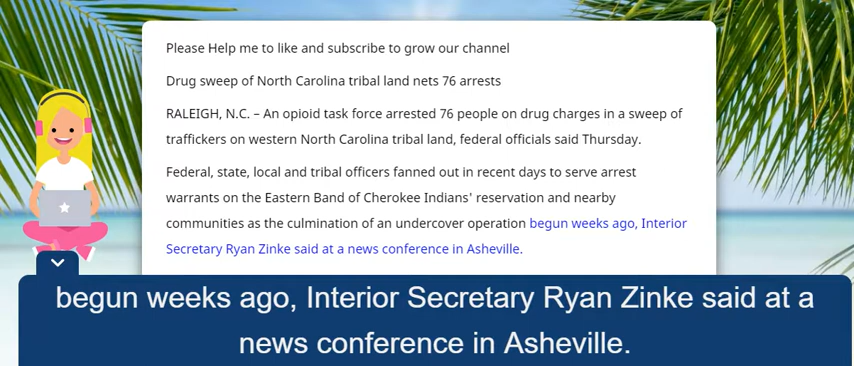 Please Help me to like and subscribe to grow our channel
Drug sweep of North Carolina tribal land nets 76 arrests
RALEIGH, N.C. – An opioid task force arrested 76 people on drug charges in a sweep of
traffickers on western North Carolina tribal land, federal officials said Thursday.
Federal, state, local and tribal officers fanned out in recent days to serve arrest
warrants on the Eastern Band of Cherokee Indians' reservation and nearby
communities as the culmination of an undercover operation begun weeks ago, Interior
Secretary Ryan Zinke said at a news conference in Asheville.
begun weeks ago, Interior Secretary Ryan Zinke said at a
news conference in Asheville.